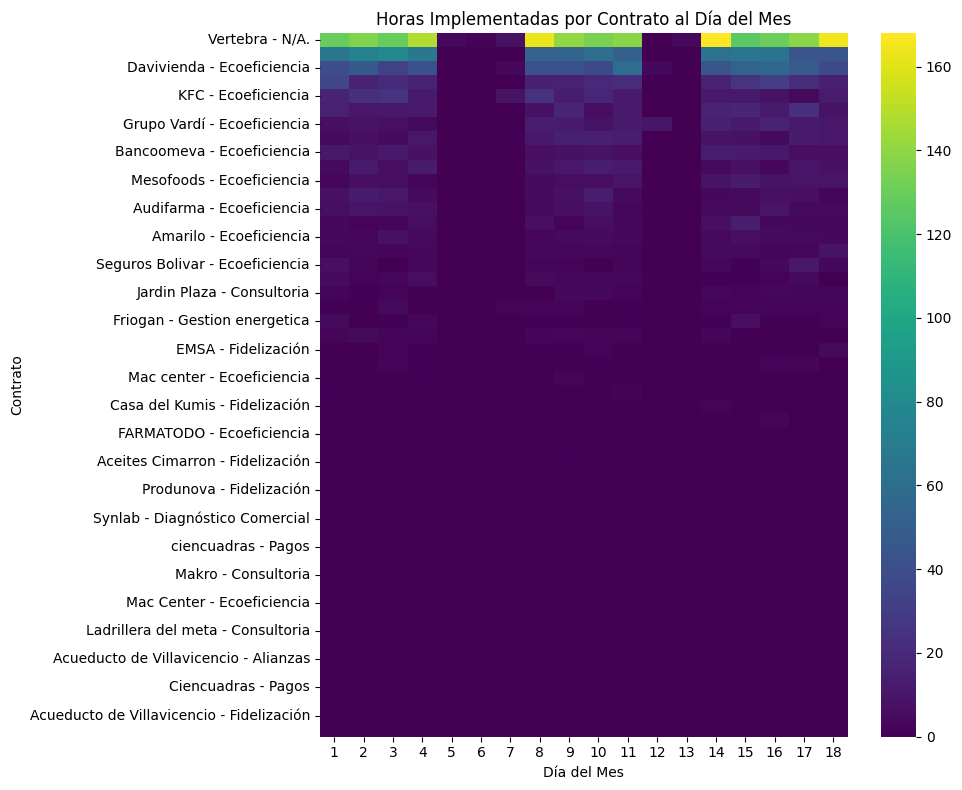 Horas Implementadas por Contrato al Día del Mes
Contrato
Vertebra - N/A.
Davivienda - Ecoeficiencia
KFC - Ecoeficiencia
Grupo Vardí - Ecoeficiencia
Bancoomeva - Ecoeficiencia
Mesofoods - Ecoeficiencia
Audifarma - Ecoeficiencia
Amarilo - Ecoeficiencia
Seguros Bolivar - Ecoeficiencia
Jardin Plaza - Consultoria
Friogan - Gestion energetica
EMSA - Fidelización
Mac center - Ecoeficiencia
Casa del Kumis - Fidelización
FARMATODO - Ecoeficiencia
Aceites Cimarron - Fidelización
Produnova - Fidelización
Synlab - Diagnóstico Comercial
ciencuadras - Pagos
Makro - Consultoria
Mac Center - Ecoeficiencia
Ladrillera del meta - Consultoria
Acueducto de Villavicencio - Alianzas
Ciencuadras - Pagos
Acueducto de Villavicencio - Fidelización
1 2 3 4 5 6 7 8 9 10 11 12 13 14 15 16 17 18
Día del Mes
160
140
120
100
80
60
40
20
0